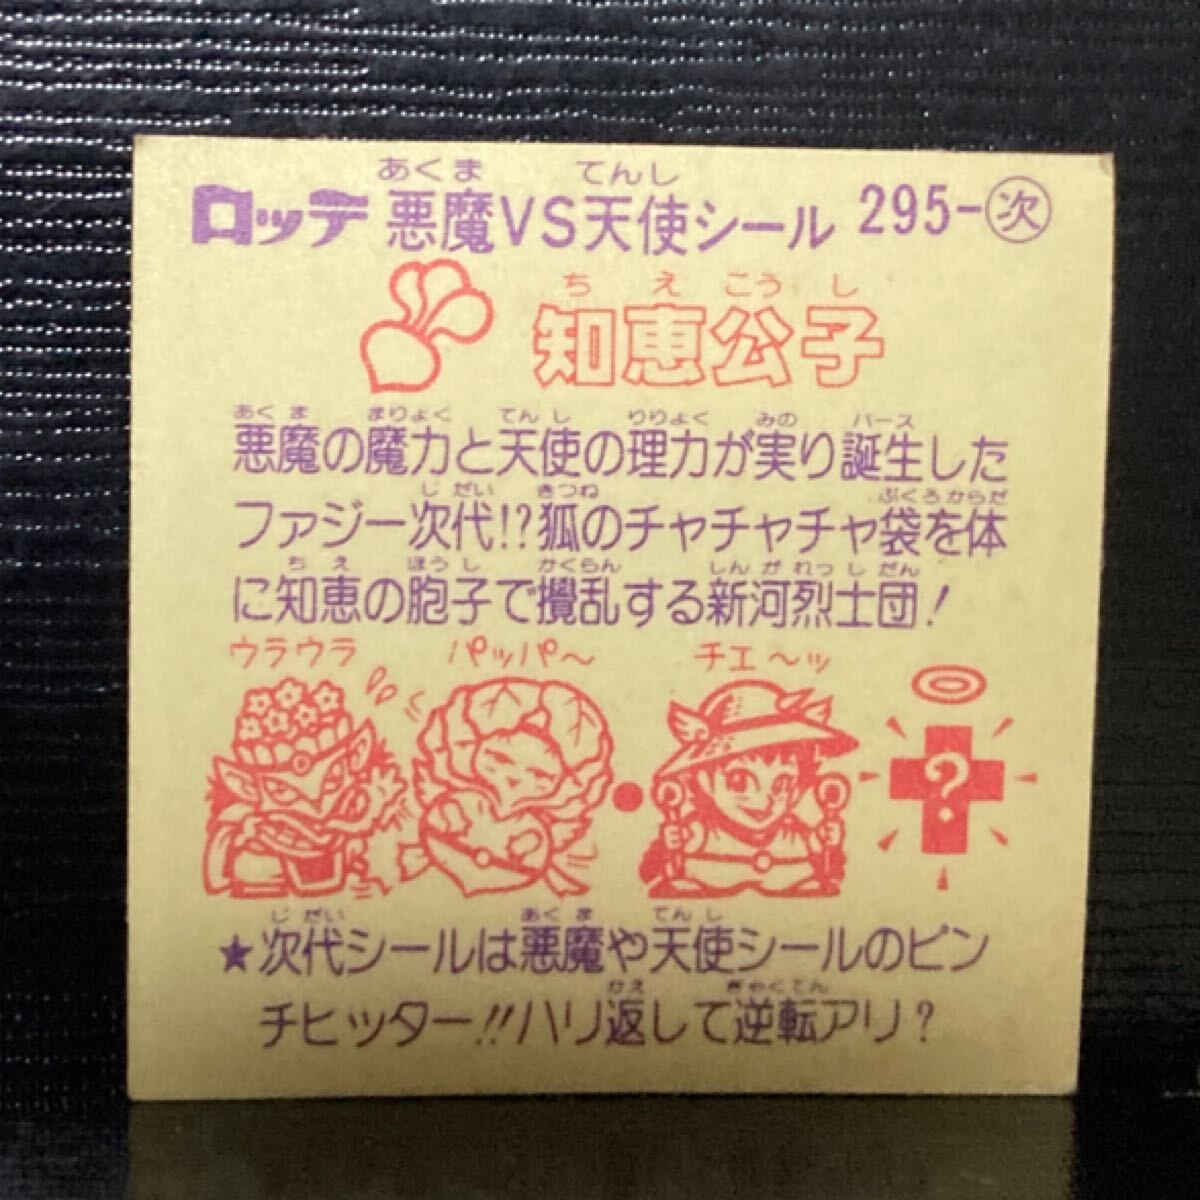 あくま てんし
ロッテ 悪魔VS天使シール 295-次
ちえこうし
知恵公子
あくま まりょく てんし りりょく みの バース
悪魔の魔力と天使の理力が実り誕生した
じだい きつね ぶくろからだ
ファジー次代!?狐のチャチャチャ袋を体
ちえ ほうし かくらん しんがれっしだん
に知恵の胞子で攪乱する新河烈士団!
ウラウラ パッパ〜 チエ〜ッ
?
じだい あくま てんし
★次代シールは悪魔や天使シールのピン
かえ ぎゃくてん
チヒッター!!ハリ返して逆転アリ?